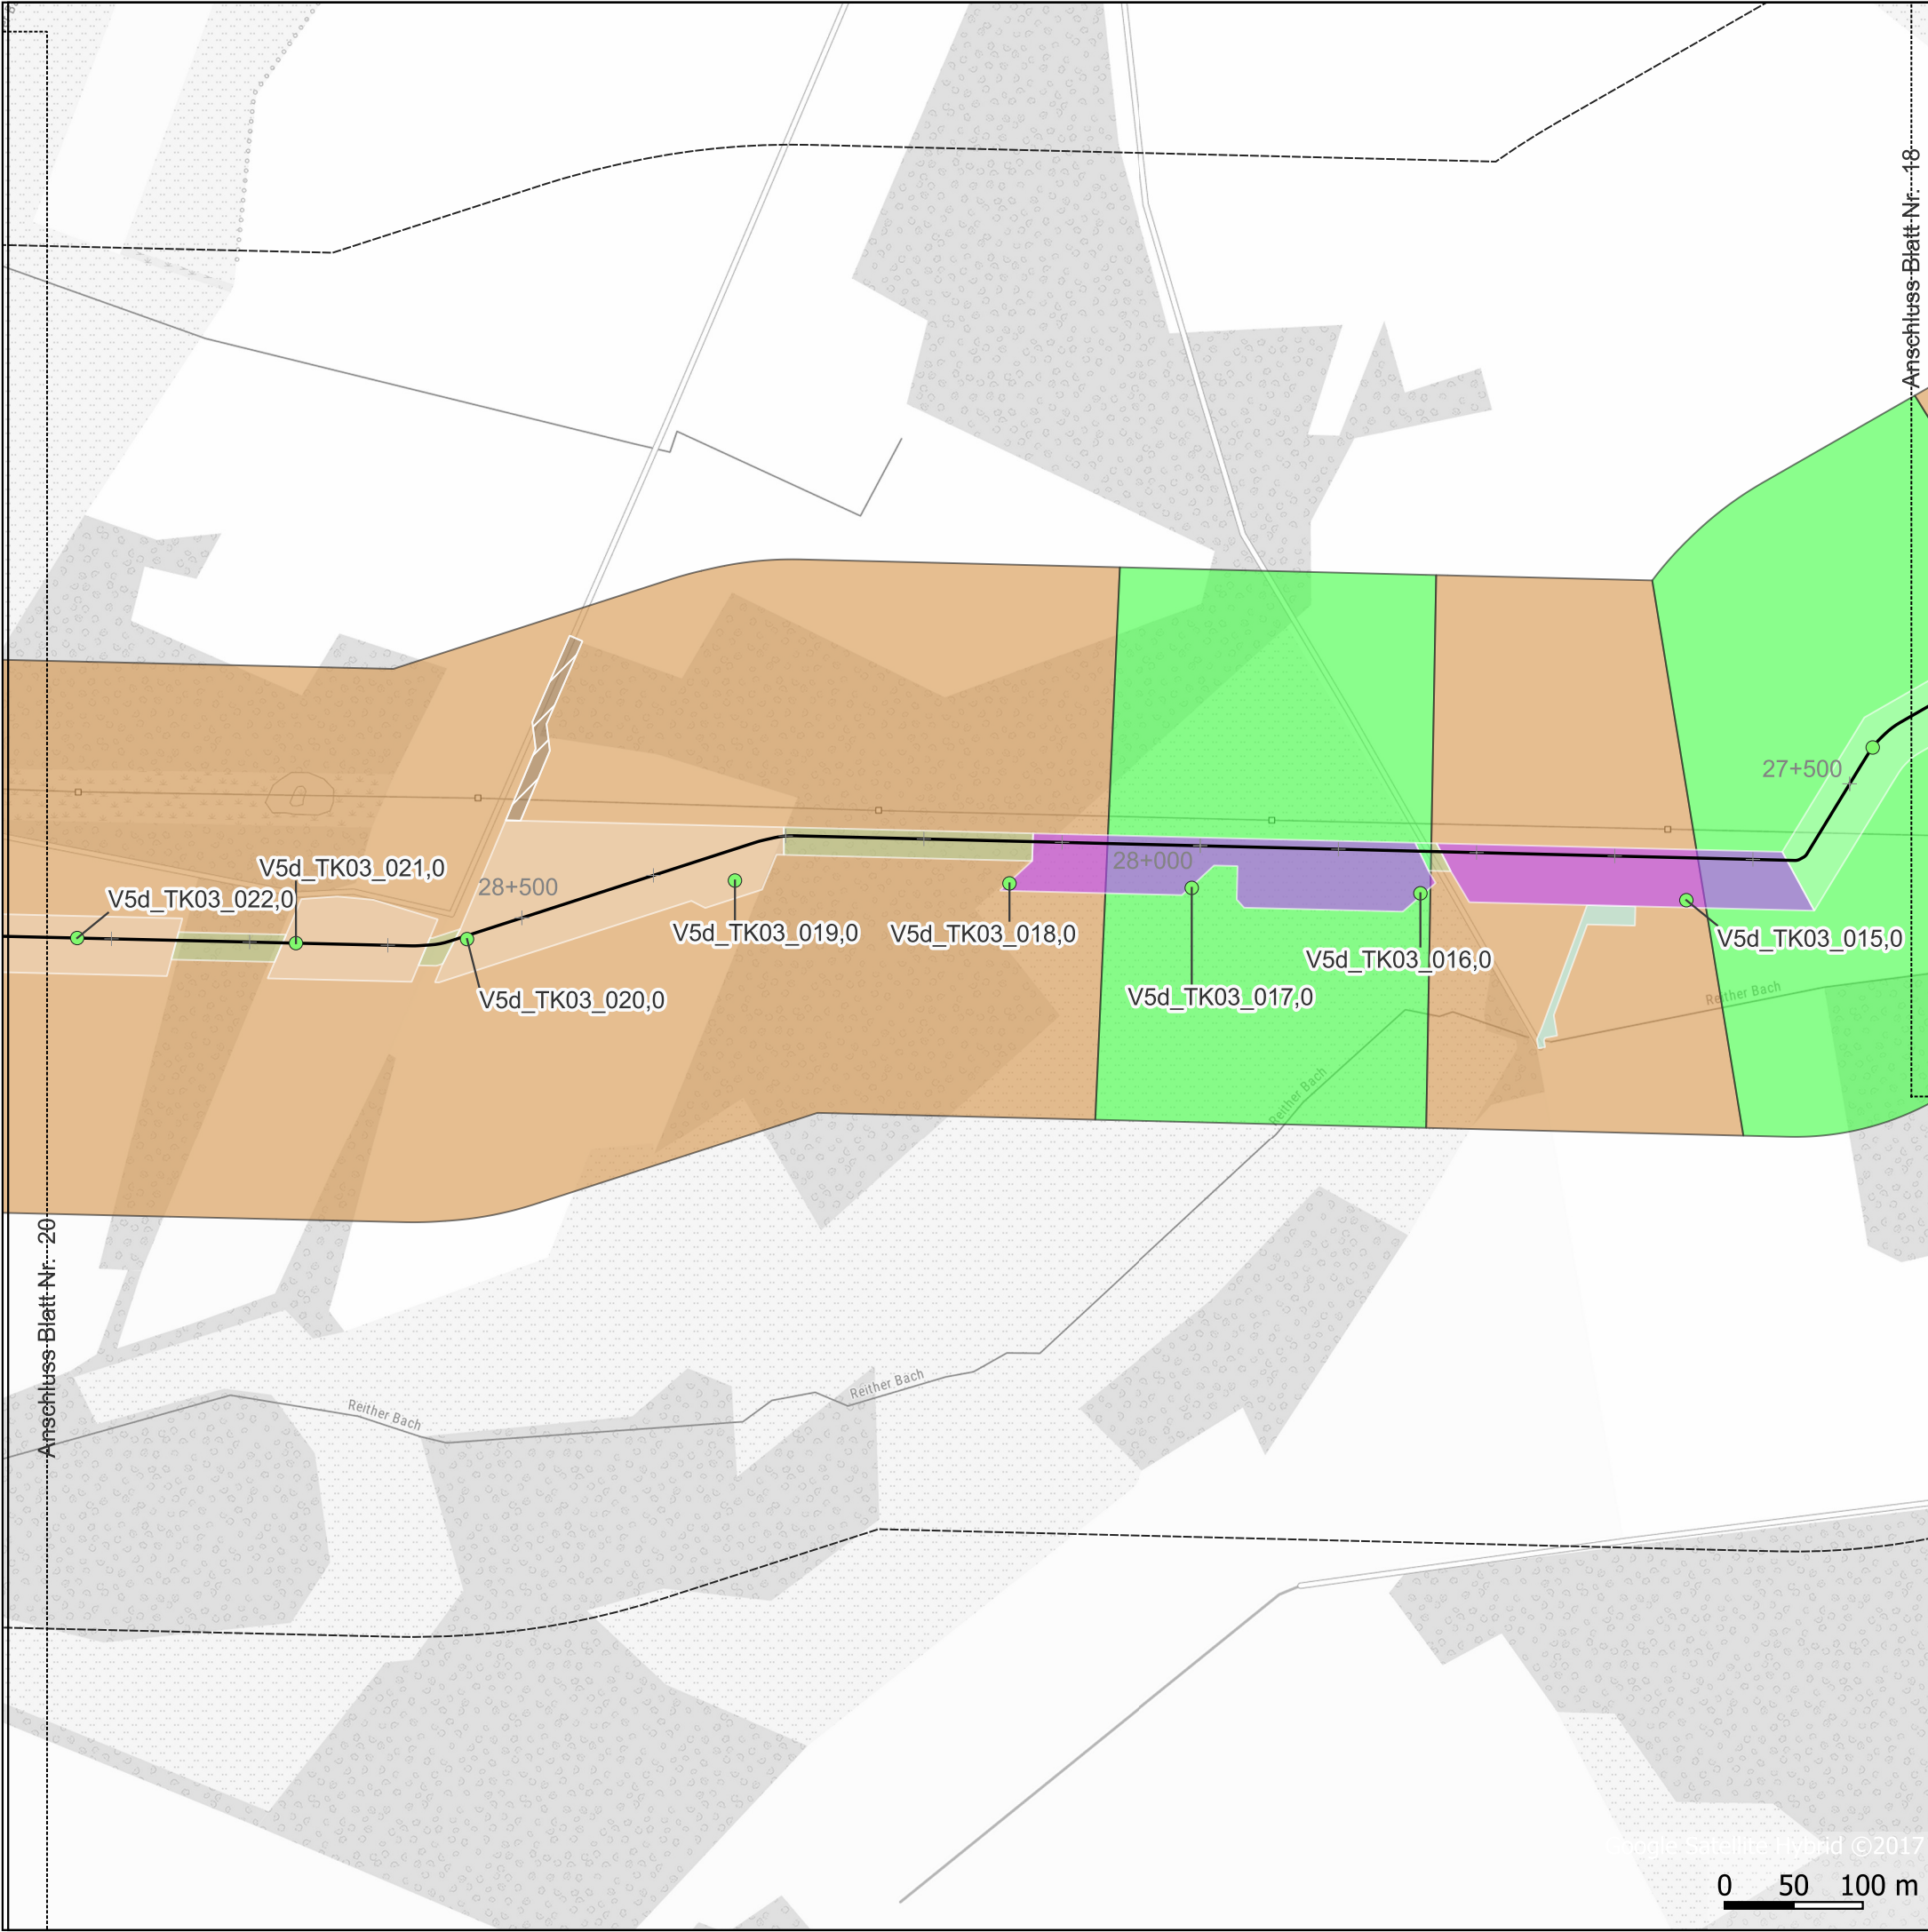 Anschluss Blatt Nr. 18
27+500
28+000
V5d_TK03_021,0
28+500
V5d_TK03_022,0
V5d_TK03_019,0
V5d_TK03_018,0
V5d_TK03_015,0
V5d_TK03_016,0
V5d_TK03_020,0
V5d_TK03_017,0
Reither Bach
Reither Bach
Anschluss Blatt Nr. 20
Reither Bach
Reither Bach
Google Satellite Hybrid ©2017
0 50 100 m